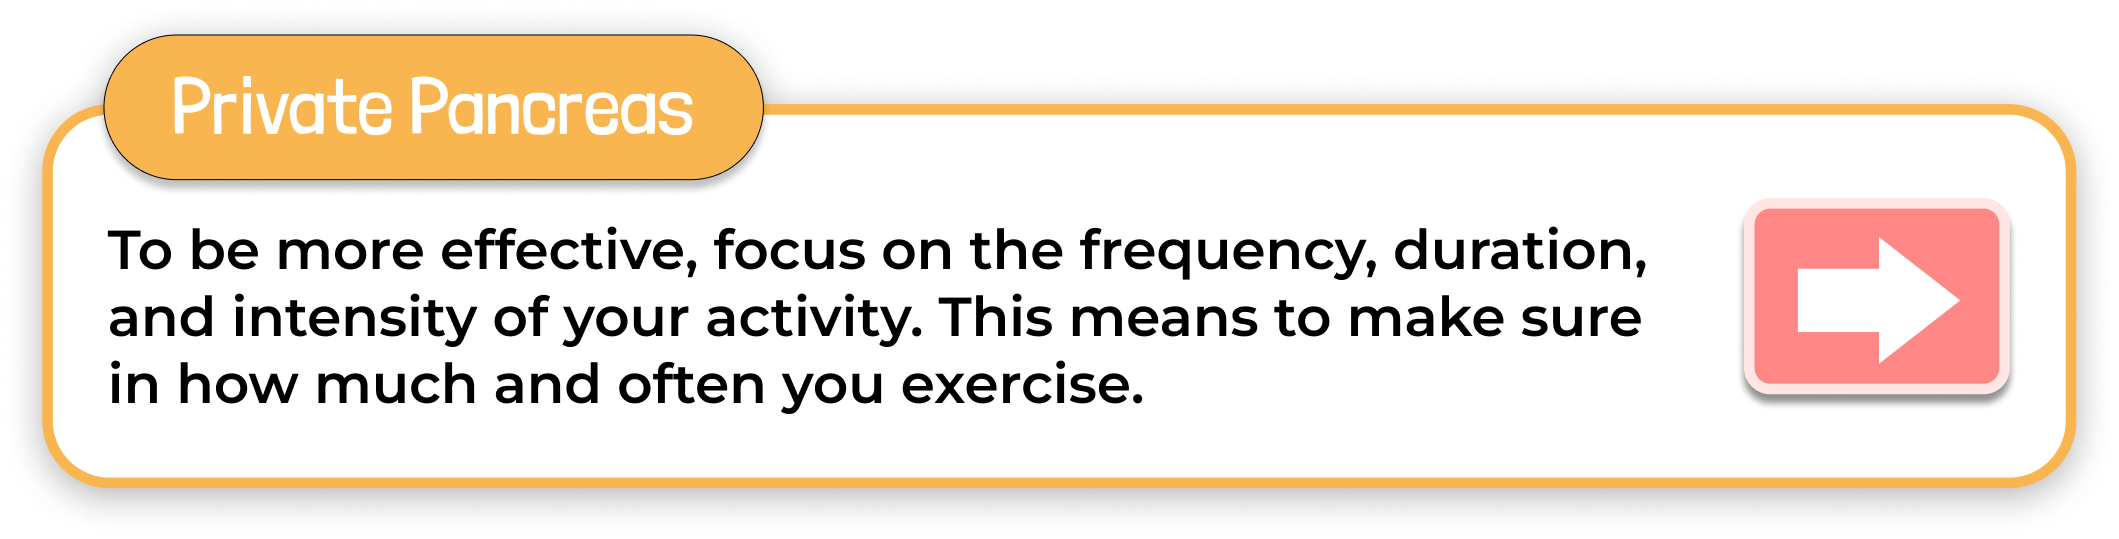 Private Pancreas
To be more effective, focus on the frequency, duration,
and intensity of your activity. This means to make sure
in how much and often you exercise.